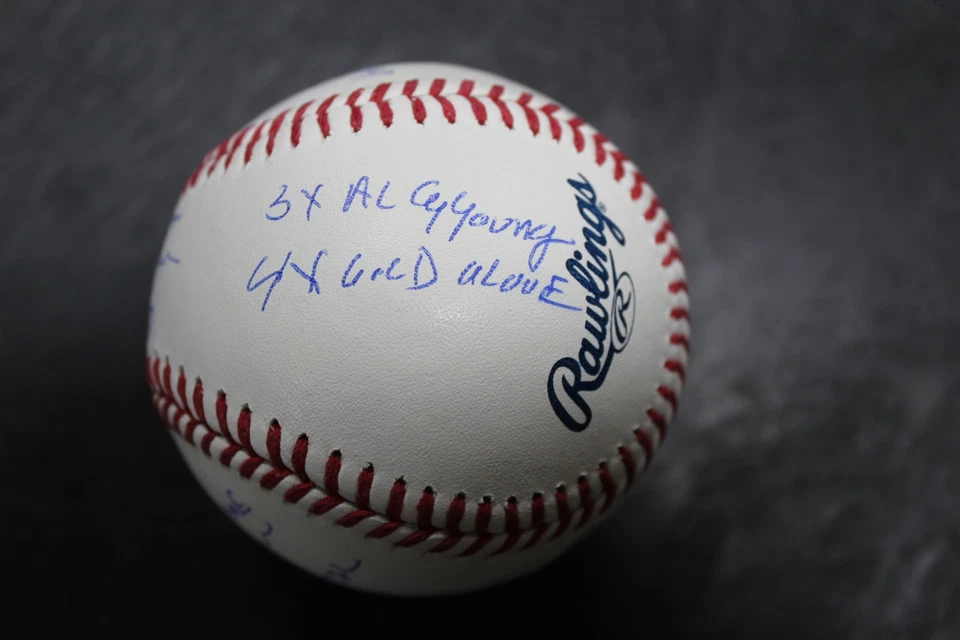 3X AL Cy Young
4X GOLD GLOVE
Rawlings ®